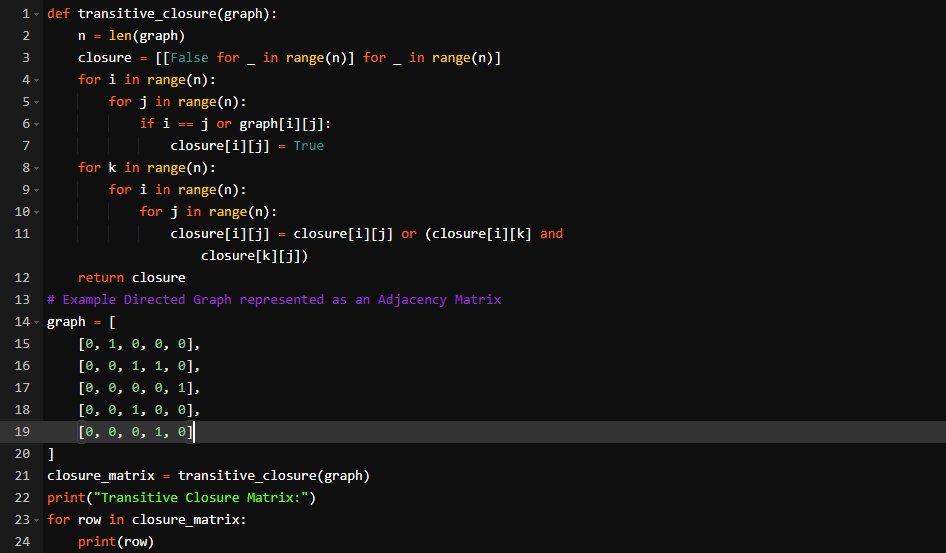 1 def transitive_closure(graph):
2     n = len(graph)
3     closure = [[False for _ in range(n)] for _ in range(n)]
4     for i in range(n):
5         for j in range(n):
6             if i == j or graph[i][j]:
7                 closure[i][j] = True
8     for k in range(n):
9         for i in range(n):
10             for j in range(n):
11                 closure[i][j] = closure[i][j] or (closure[i][k] and
                    closure[k][j])
12     return closure
13 # Example Directed Graph represented as an Adjacency Matrix
14 graph = [
15     [0, 1, 0, 0, 0],
16     [0, 0, 1, 1, 0],
17     [0, 0, 0, 0, 1],
18     [0, 0, 1, 0, 0],
19     [0, 0, 0, 1, 0]
20 ]
21 closure_matrix = transitive_closure(graph)
22 print("Transitive Closure Matrix:")
23 for row in closure_matrix:
24     print(row)